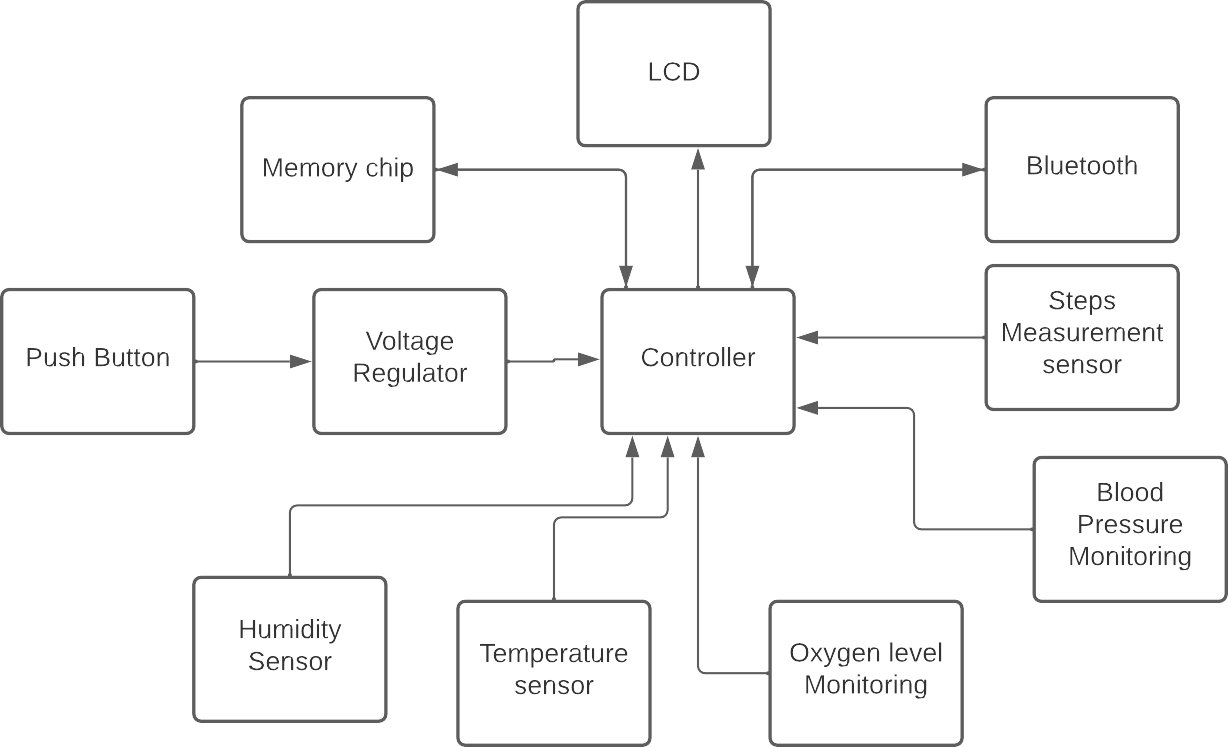 LCD
Memory chip
Bluetooth
Push Button
Voltage
Regulator
Controller
Steps
Measurement
sensor
Blood
Pressure
Monitoring
Humidity
Sensor
Temperature
sensor
Oxygen level
Monitoring